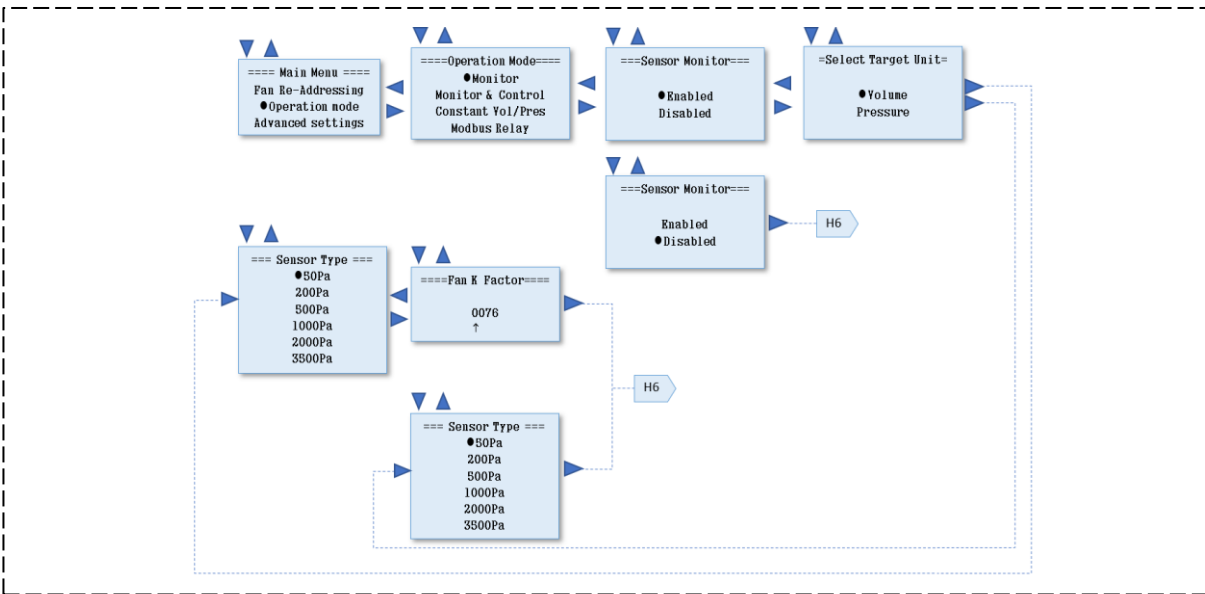 ==== Main Menu ====
Fan Re-Addressing
●Operation mode
Advanced settings
====Operation Mode====
●Monitor
Monitor & Control
Constant Vol/Pres
Modbus Relay
===Sensor Monitor===
●Enabled
Disabled
=Select Target Unit=
●Volume
Pressure
===Sensor Monitor===
Enabled
●Disabled
H6
=== Sensor Type ===
●50Pa
200Pa
500Pa
1000Pa
2000Pa
3500Pa
====Fan K Factor====
0076
↑
H6
=== Sensor Type ===
●50Pa
200Pa
500Pa
1000Pa
2000Pa
3500Pa